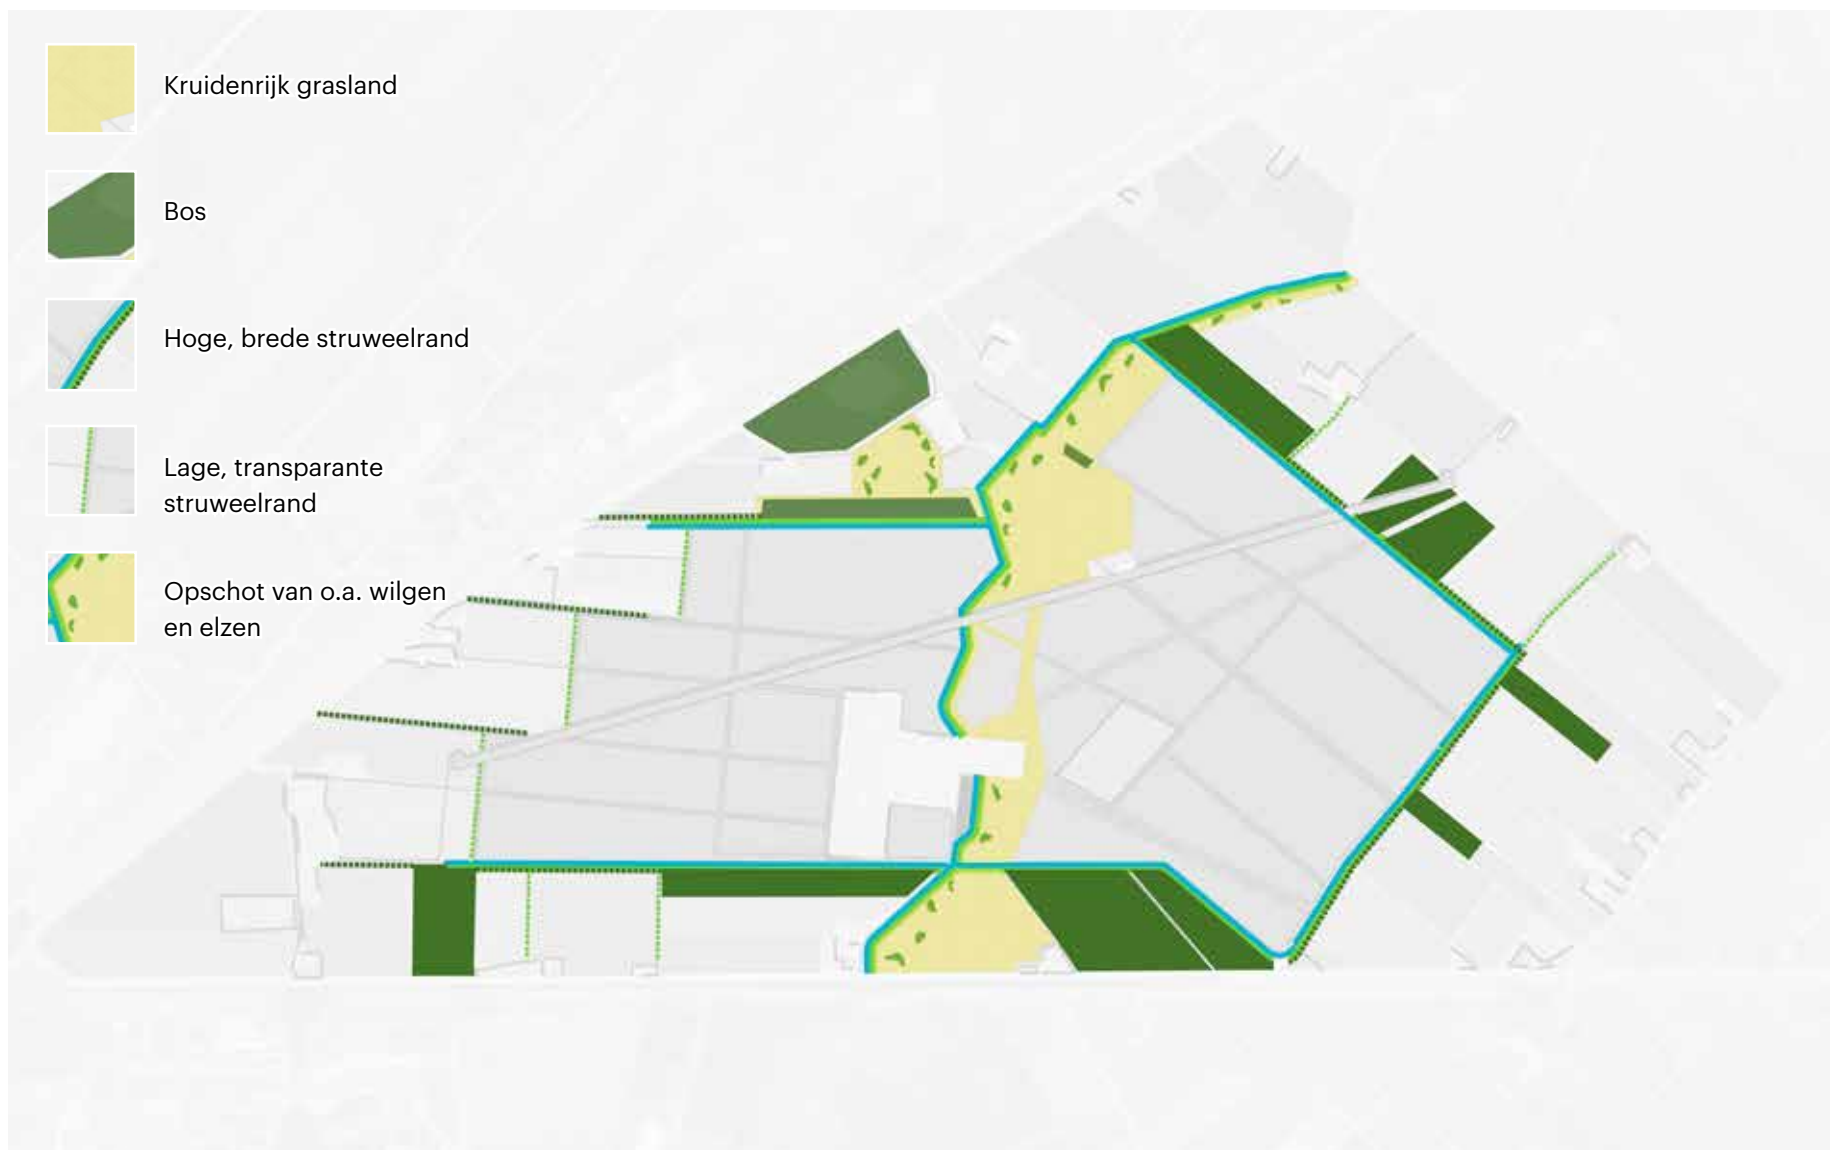 Kruidenrijk grasland
Bos
Hoge, brede struweelrand
Lage, transparante
struweelrand
Opschot van o.a. wilgen
en elzen